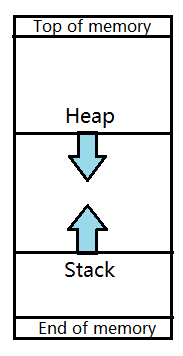 Top of memory
Heap
Stack
End of memory